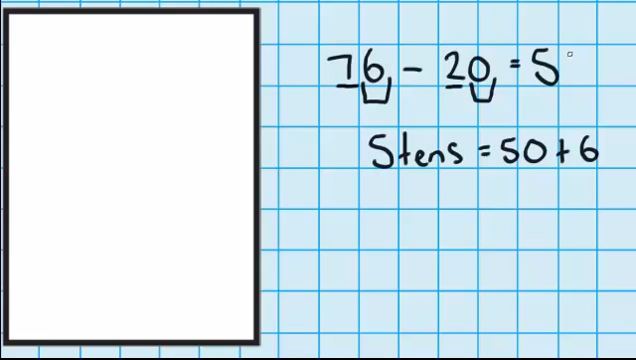 76 - 20 = 5
5tens = 50 + 6